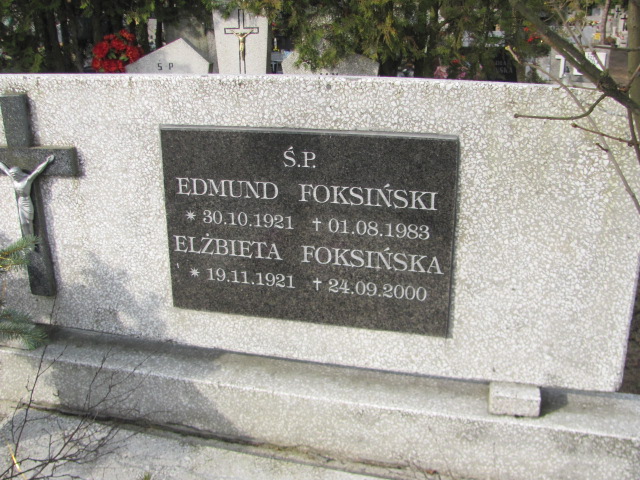 Ś P
Ś.P.
EDMUND FOKSIŃSKI
* 30.10.1921 † 01.08.1983
ELŻBIETA FOKSIŃSKA
* 19.11.1921 † 24.09.2000